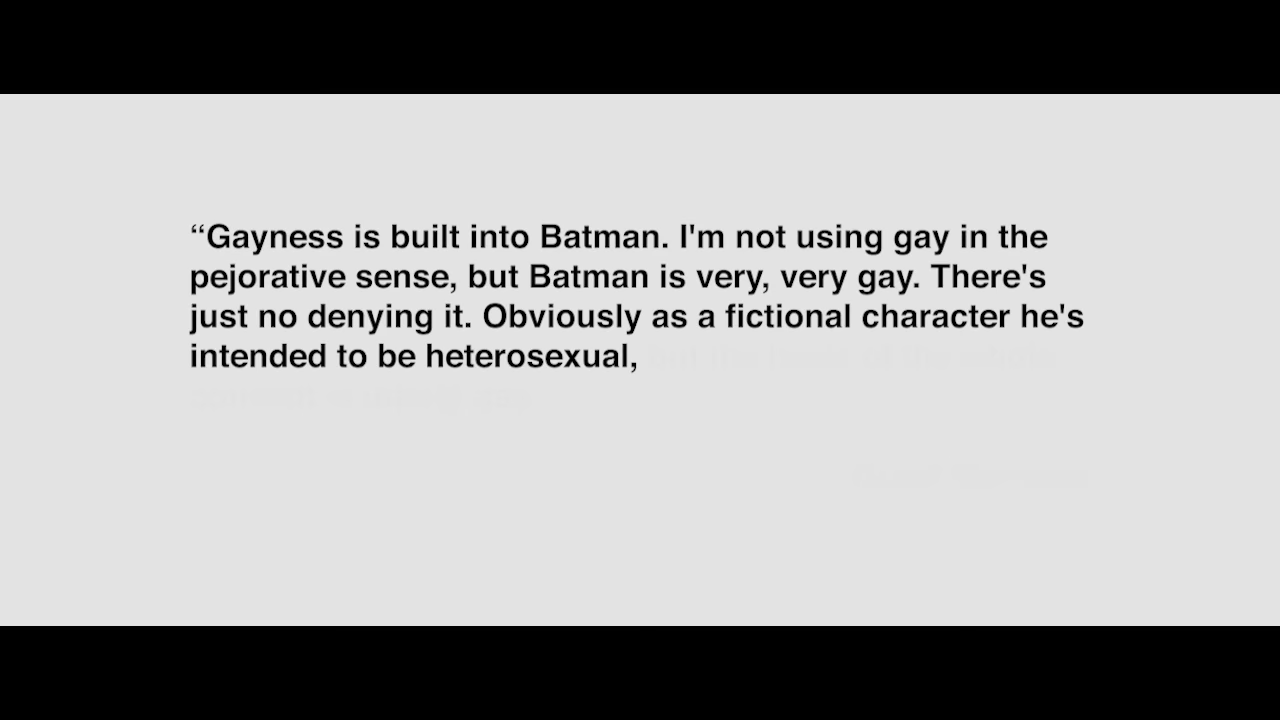 “Gayness is built into Batman. I'm not using gay in the
pejorative sense, but Batman is very, very gay. There's
just no denying it. Obviously as a fictional character he's
intended to be heterosexual,